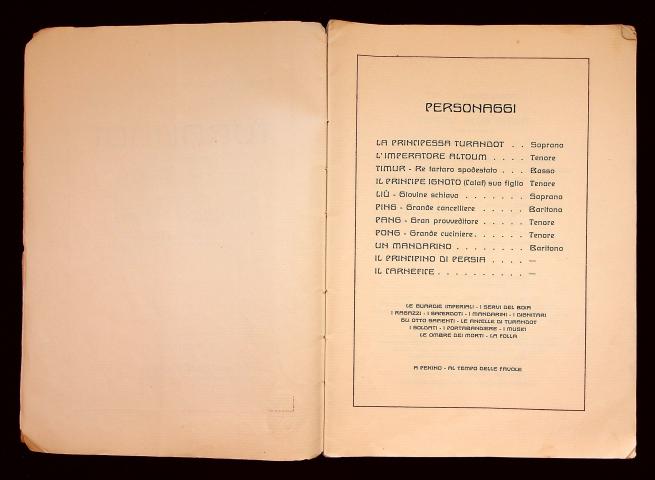 PERSONAGGI
LA PRINCIPESSA TURANDOT . . Soprano
L'IMPERATORE ALTOUM . . . . Tenore
TIMUR - Re tartaro spodestato . . . Basso
IL PRINCIPE IGNOTO (Calaf) suo figlio Tenore
LIÙ - Giovine schiava . . . . . . . Soprano
PING - Grande cancelliere . . . . . Baritono
PANG - Gran provveditore . . . . . Tenore
PONG - Grande cuciniere . . . . . . Tenore
UN MANDARINO . . . . . . . . Baritono
IL PRINCIPINO DI PERSIA . . . . —
IL CARNEFICE . . . . . . . . . . —
LE GUARDIE IMPERIALI - I SERVI DEL BOIA
I RAGAZZI - I SACERDOTI - I MANDARINI - I DIGNITARI
GLI OTTO SAPIENTI - LE ANCELLE DI TURANDOT
I SOLDATI - I PORTABANDIERE - I MUSICI
LE OMBRE DEI MORTI - LA FOLLA
A PEKINO - AL TEMPO DELLE FAVOLE